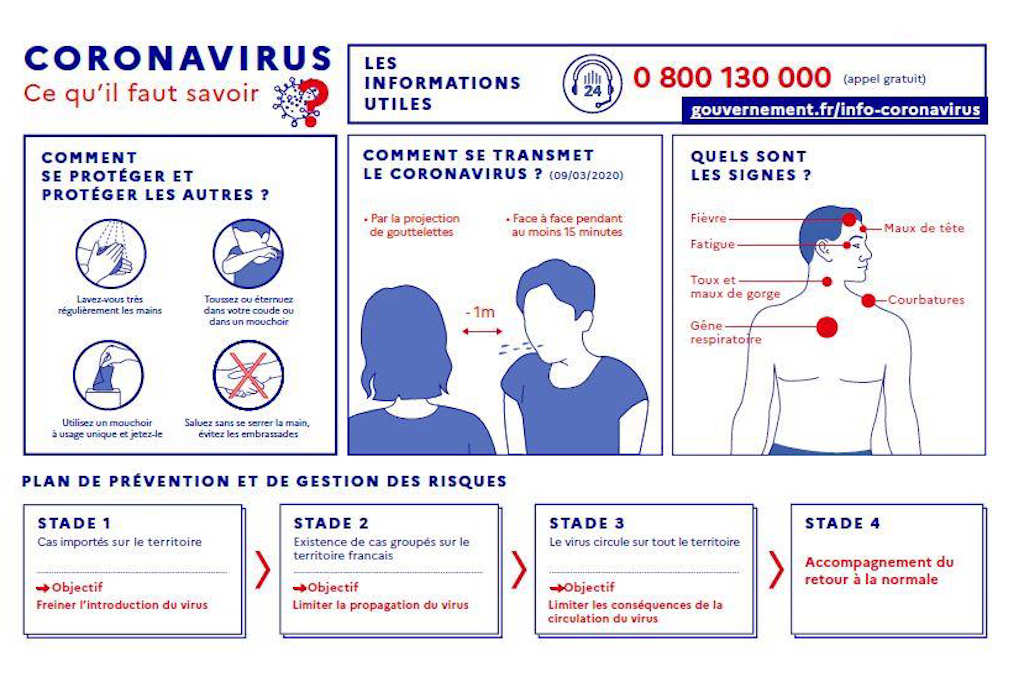 CORONAVIRUS
Ce qu'il faut savoir
?
LES
INFORMATIONS
UTILES
24
0 800 130 000 (appel gratuit)
gouvernement.fr/info-coronavirus
COMMENT
SE PROTÉGER ET
PROTÉGER LES AUTRES ?
Lavez-vous très
régulièrement les mains
Toussez ou éternuez
dans votre coude ou
dans un mouchoir
Utilisez un mouchoir
à usage unique et jetez-le
Saluez sans se serrer la main,
évitez les embrassades
COMMENT SE TRANSMET
LE CORONAVIRUS ? (09/03/2020)
• Par la projection
de gouttelettes
• Face à face pendant
au moins 15 minutes
-1m
QUELS SONT
LES SIGNES ?
Fièvre
Maux de tête
Fatigue
Toux et
maux de gorge
Courbatures
Gêne
respiratoire
PLAN DE PRÉVENTION ET DE GESTION DES RISQUES
STADE 1
Cas importés sur le territoire
➔Objectif
Freiner l'introduction du virus
STADE 2
Existence de cas groupés sur le
territoire francais
➔Objectif
Limiter la propagation du virus
STADE 3
Le virus circule sur tout le territoire
➔Objectif
Limiter les conséquences de la
circulation du virus
STADE 4
Accompagnement du
retour à la normale